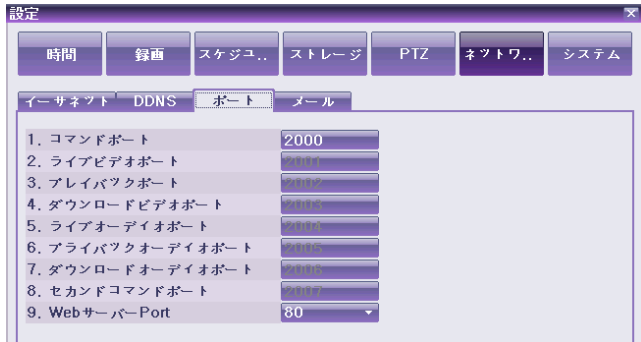 設定
時間 録画 スケジュ.. ストレージ PTZ ネットワ.. システム
イーサネット DDNS ポート メール
1. コマンドポート 2000
2. ライブビデオポート 2001
3. プレイバックポート 2002
4. ダウンロードビデオポート 2003
5. ライブオーディオポート 2004
6. プライバックオーディオポート 2005
7. ダウンロードオーディオポート 2006
8. セカンドコマンドポート 2007
9. WebサーバーPort 80